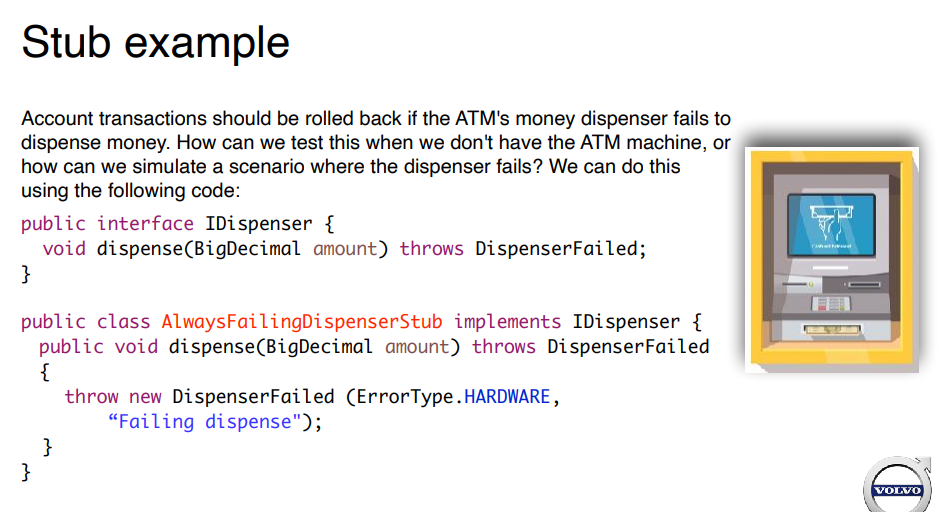 Stub example
Account transactions should be rolled back if the ATM's money dispenser fails to
dispense money. How can we test this when we don't have the ATM machine, or
how can we simulate a scenario where the dispenser fails? We can do this
using the following code:
public interface IDispenser {
void dispense(BigDecimal amount) throws DispenserFailed;
}
public class AlwaysFailingDispenserStub implements IDispenser {
public void dispense(BigDecimal amount) throws DispenserFailed
{
throw new DispenserFailed (ErrorType.HARDWARE,
“Failing dispense");
}
}
VOLVO